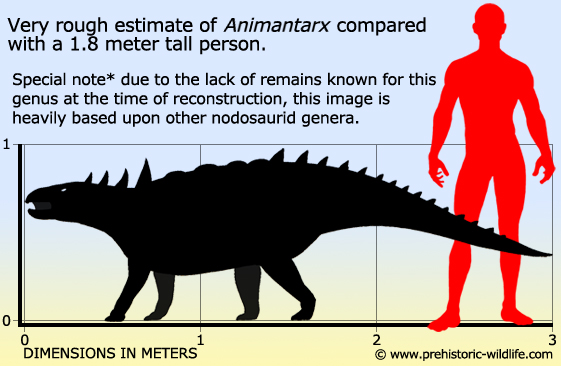 Very rough estimate of Animantarx compared
with a 1.8 meter tall person.
Special note* due to the lack of remains known for this
genus at the time of reconstruction, this image is
heavily based upon other nodosaurid genera.
1
0
0 1 2 3
DIMENSIONS IN METERS
© www.prehistoric-wildlife.com